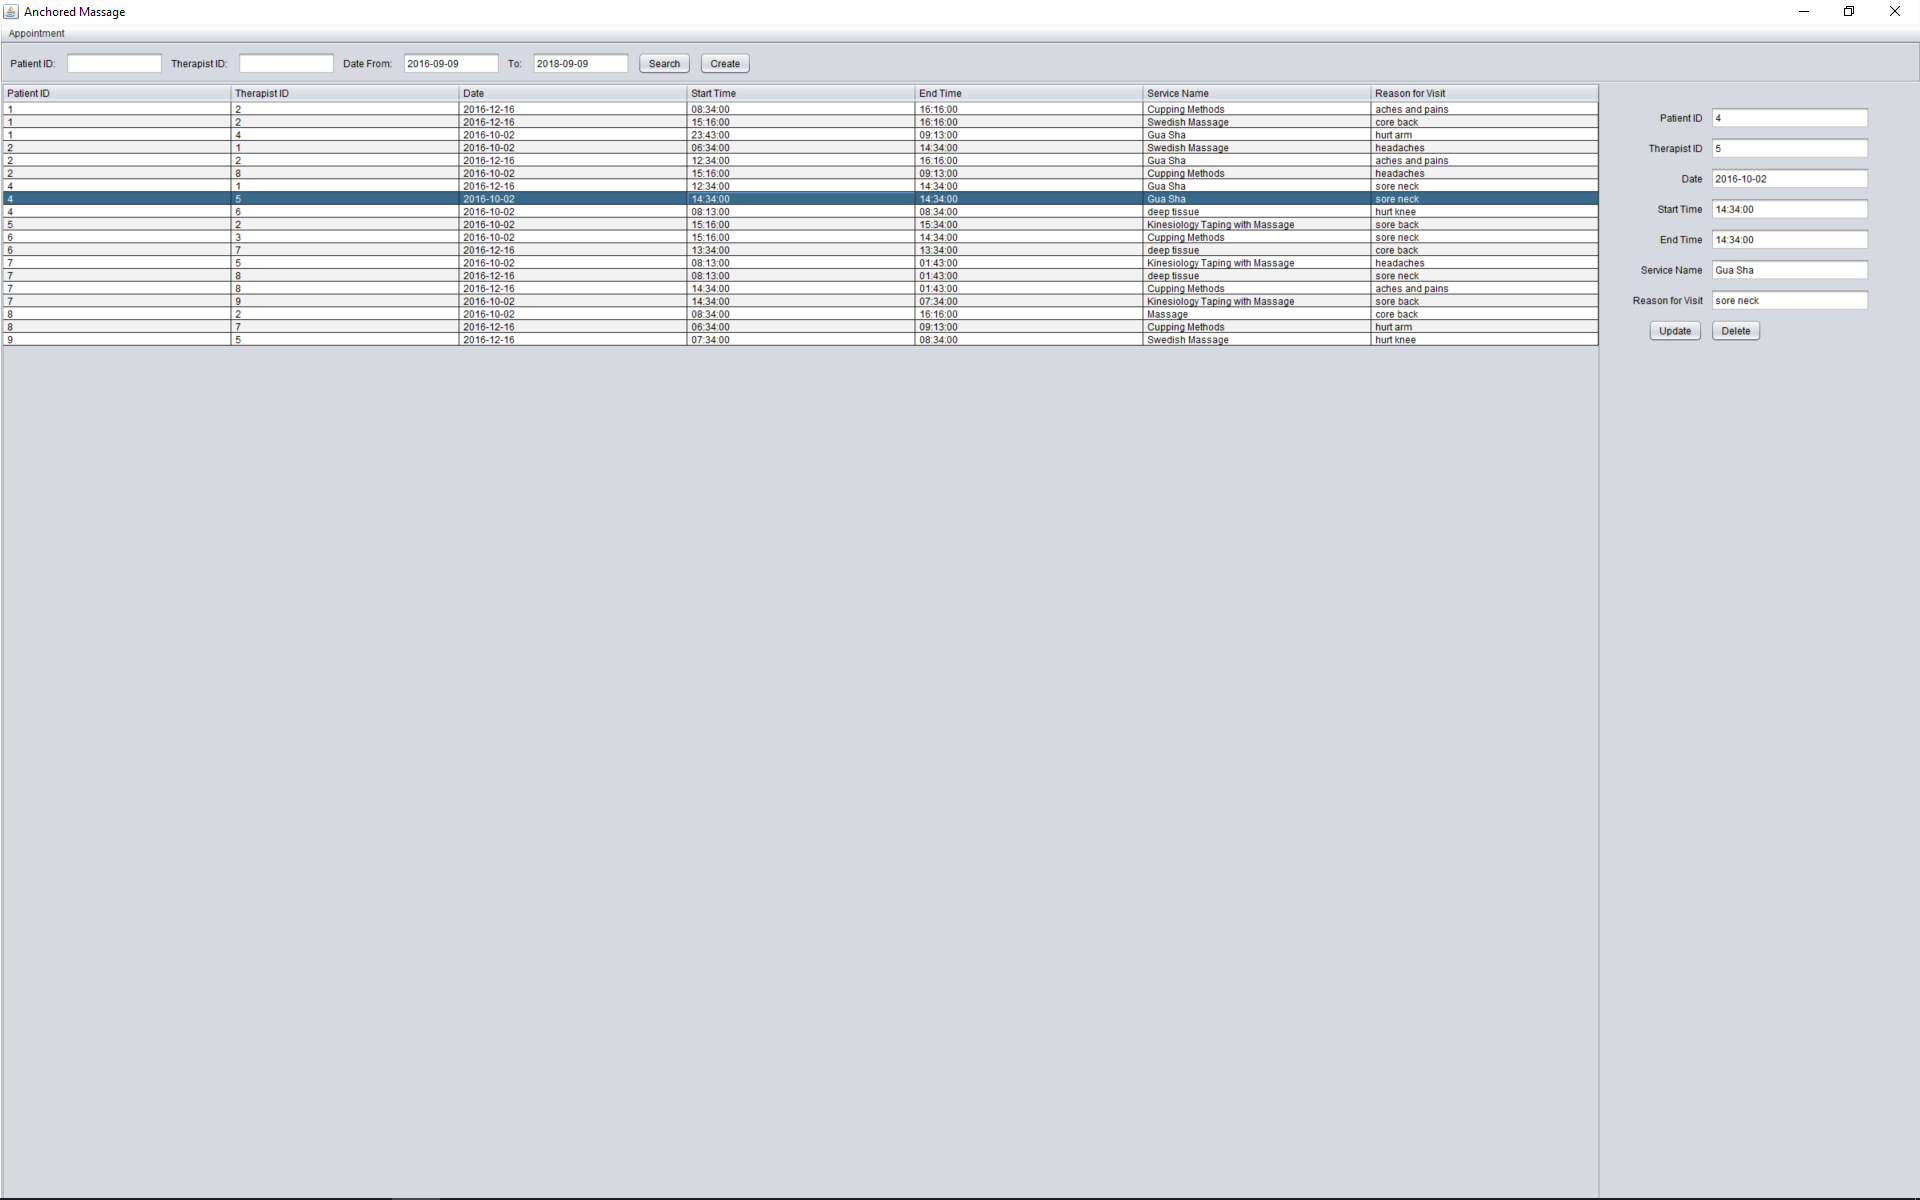 Anchored Massage
Appointment
Patient ID: Therapist ID: Date From: 2016-09-09 To: 2018-09-09 Search Create
Patient ID Therapist ID Date Start Time End Time Service Name Reason for Visit
1 2 2016-12-16 08:34:00 16:16:00 Cupping Methods aches and pains
1 2 2016-12-16 15:16:00 16:16:00 Swedish Massage core back
1 4 2016-10-02 23:43:00 09:13:00 Gua Sha hurt arm
2 1 2016-10-02 06:34:00 14:34:00 Swedish Massage headaches
2 2 2016-12-16 12:34:00 16:16:00 Gua Sha aches and pains
2 8 2016-10-02 15:16:00 09:13:00 Cupping Methods headaches
4 1 2016-12-16 12:34:00 14:34:00 Gua Sha sore neck
4 5 2016-10-02 14:34:00 14:34:00 Gua Sha sore neck
4 6 2016-10-02 08:13:00 08:34:00 deep tissue hurt knee
5 2 2016-10-02 15:16:00 15:34:00 Kinesiology Taping with Massage sore back
6 3 2016-10-02 15:16:00 14:34:00 Cupping Methods sore neck
6 7 2016-12-16 13:34:00 13:34:00 deep tissue core back
7 5 2016-10-02 08:13:00 01:43:00 Kinesiology Taping with Massage headaches
7 8 2016-12-16 08:13:00 01:43:00 deep tissue sore neck
7 8 2016-12-16 14:34:00 01:43:00 Cupping Methods aches and pains
7 9 2016-10-02 14:34:00 07:34:00 Kinesiology Taping with Massage sore back
8 2 2016-10-02 08:34:00 16:16:00 Massage core back
8 7 2016-12-16 06:34:00 09:13:00 Cupping Methods hurt arm
9 5 2016-12-16 07:34:00 08:34:00 Swedish Massage hurt knee
Patient ID 4
Therapist ID 5
Date 2016-10-02
Start Time 14:34:00
End Time 14:34:00
Service Name Gua Sha
Reason for Visit sore neck
Update Delete